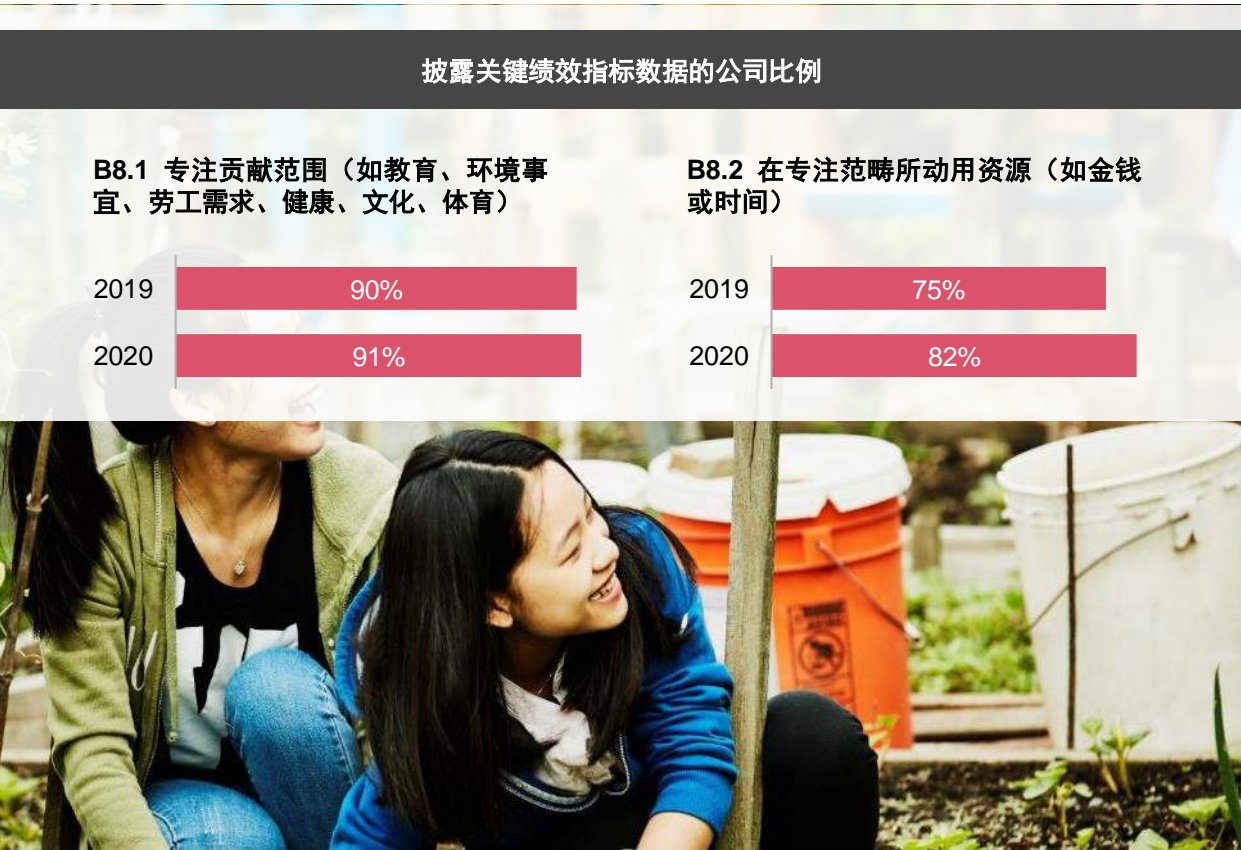 披露关键绩效指标数据的公司比例
B8.1 专注贡献范围（如教育、环境事
宜、劳工需求、健康、文化、体育）
2019 90%
2020 91%
B8.2 在专注范畴所动用资源（如金钱
或时间）
2019 75%
2020 82%